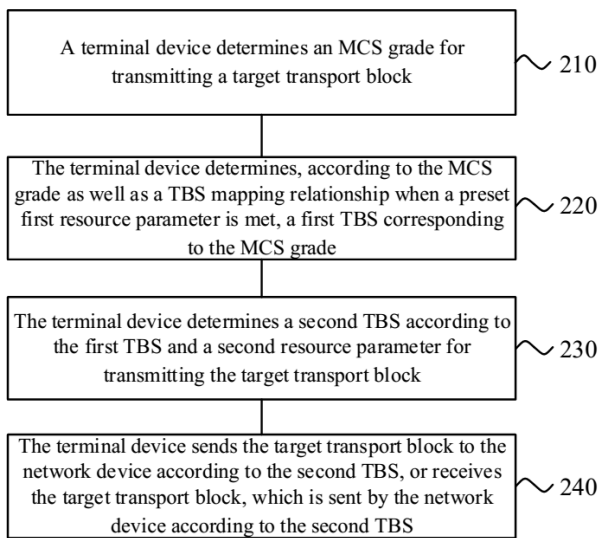 A terminal device determines an MCS grade for
transmitting a target transport block
210
The terminal device determines, according to the MCS
grade as well as a TBS mapping relationship when a preset
first resource parameter is met, a first TBS corresponding
to the MCS grade
220
The terminal device determines a second TBS according to
the first TBS and a second resource parameter for
transmitting the target transport block
230
The terminal device sends the target transport block to the
network device according to the second TBS, or receives
the target transport block, which is sent by the network
device according to the second TBS
240